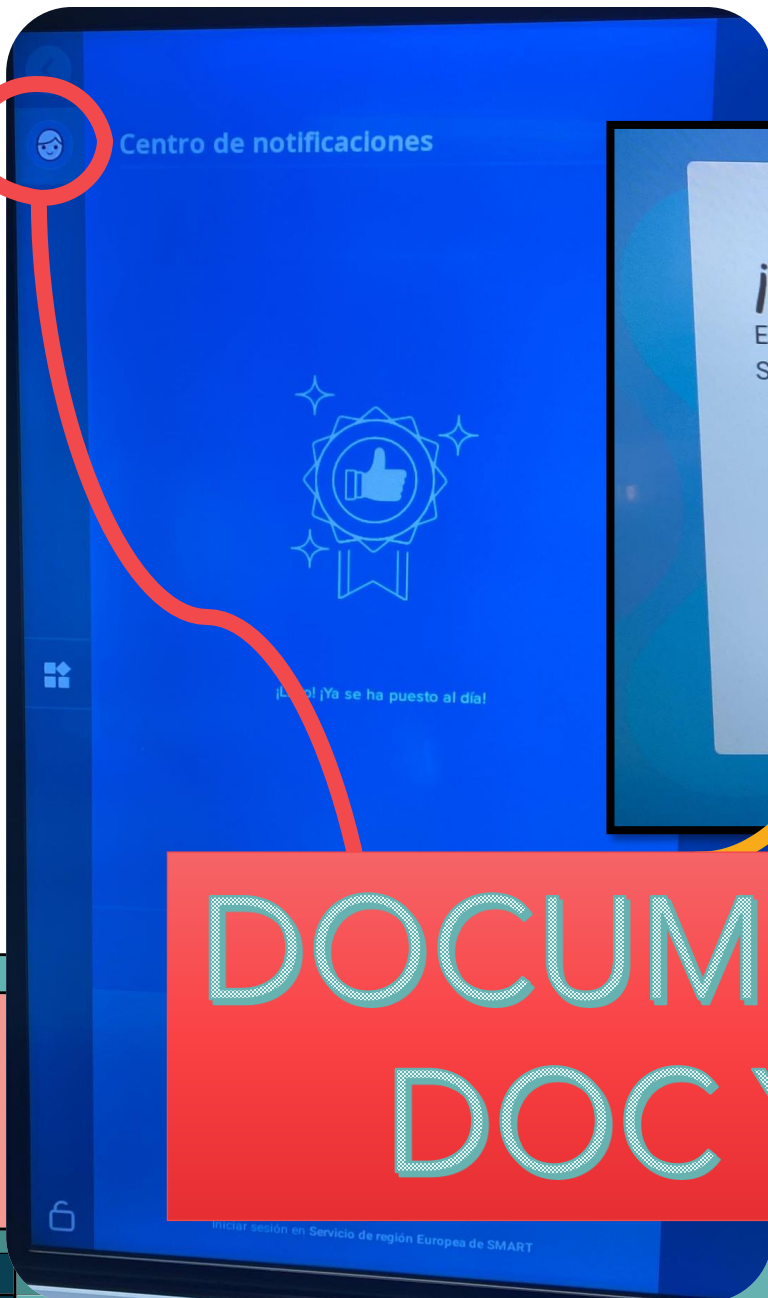 Centro de notificaciones
¡
E
S
¡Ya se ha puesto al día!
DOCUM
DOC Y
Iniciar sesión en Servicio de región Europea de SMART